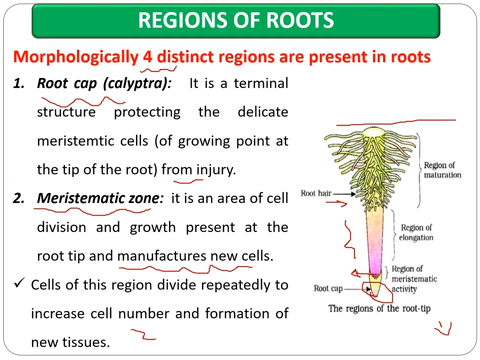 REGIONS OF ROOTS
Morphologically 4 distinct regions are present in roots
1. Root cap (calyptra): It is a terminal
structure protecting the delicate
meristemtic cells (of growing point at
the tip of the root) from injury.
2. Meristematic zone: it is an area of cell
division and growth present at the
root tip and manufactures new cells.
✓ Cells of this region divide repeatedly to
increase cell number and formation of
new tissues.
Region of
maturation
Root hair
Region of
elongation
Region of
meristematic
activity
Root cap
The regions of the root-tip